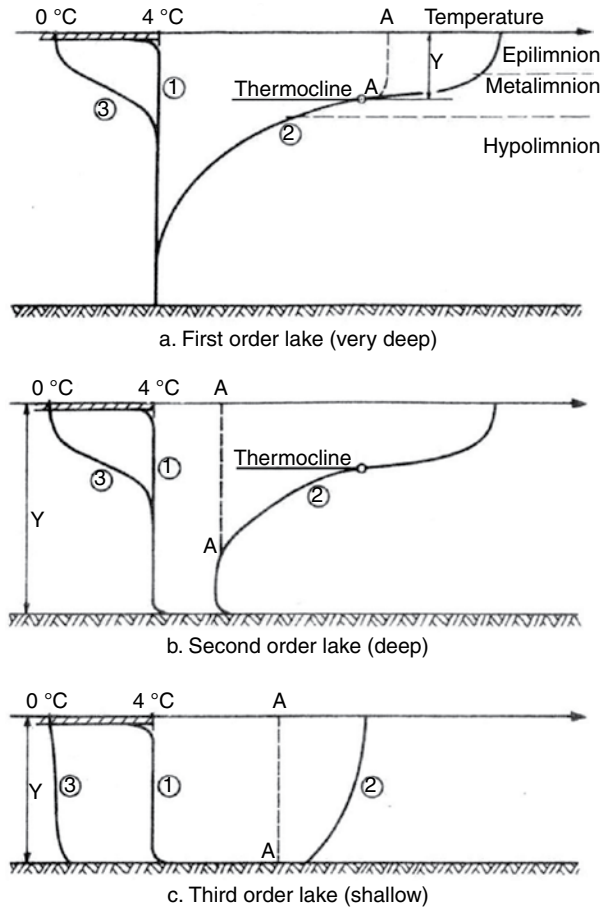 0 °C 4 °C A Temperature
Epilimnion
Y
Thermocline A
Metalimnion
① 
③
②
Hypolimnion
a. First order lake (very deep)
0 °C 4 °C A
Thermocline
①
③
②
Y
A
b. Second order lake (deep)
0 °C 4 °C A
Y ③ ① ②
A
c. Third order lake (shallow)